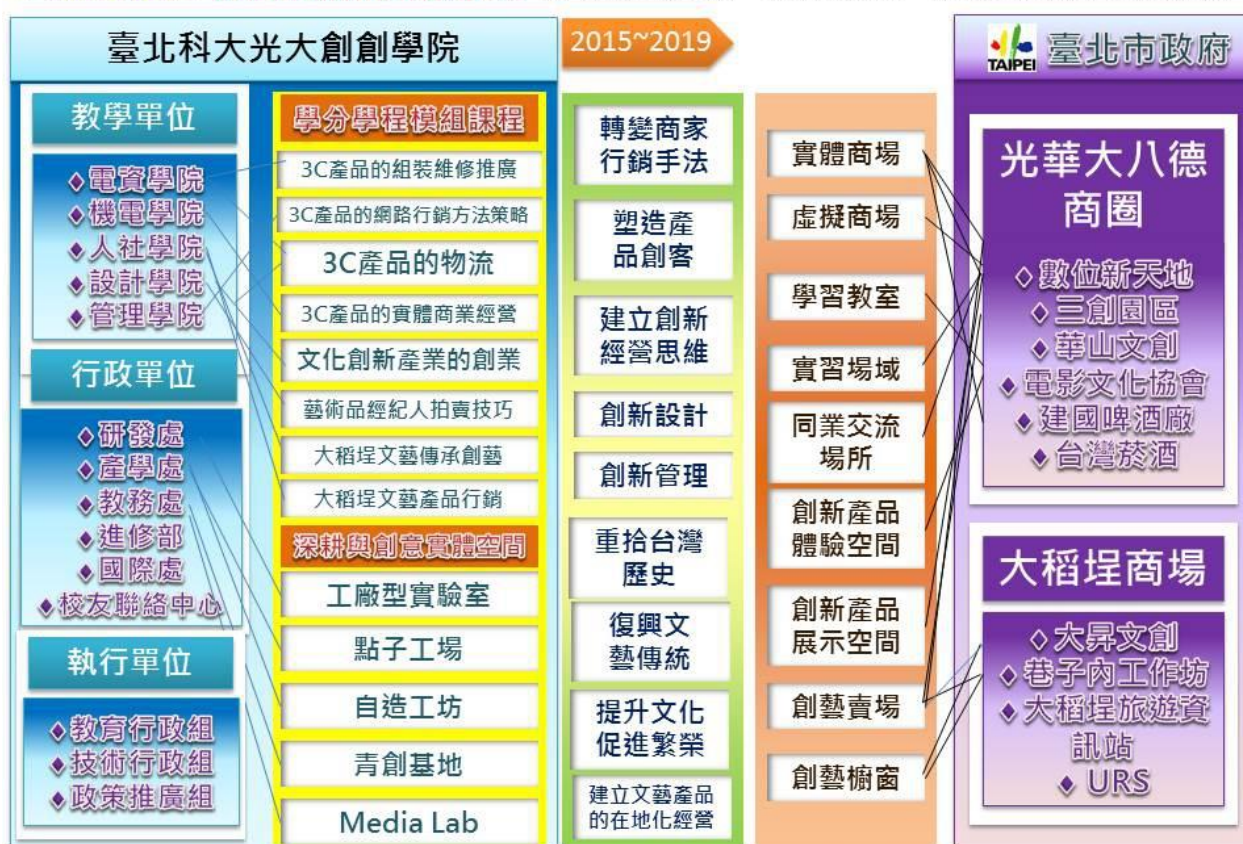 臺北科大光大創創學院
教學單位
◆電資學院
◆機電學院
◆人社學院
◆設計學院
◆管理學院
行政單位
◆研發處
◆產學處
◆教務處
◆進修部
◆國際處
◆校友聯絡中心
執行單位
◆教育行政組
◆技術行政組
◆政策推廣組
學分學程模組課程
3C產品的組裝維修推廣
3C產品的網路行銷方法策略
3C產品的物流
3C產品的實體商業經營
文化創新產業的創業
藝術品經紀人拍賣技巧
大稻埕文藝傳承創藝
大稻埕文藝產品行銷
深耕與創意實體空間
工廠型實驗室
點子工場
自造工坊
青創基地
Media Lab
2015~2019
轉變商家
行銷手法
塑造產
品創客
建立創新
經營思維
創新設計
創新管理
重拾台灣
歷史
復興文
藝傳統
提升文化
促進繁榮
建立文藝產品
的在地化經營
實體商場
虛擬商場
學習教室
實習場域
同業交流
場所
創新產品
體驗空間
創新產品
展示空間
創藝賣場
創藝櫥窗
TAIPEI 臺北市政府
光華大八德
商圈
◇數位新天地
◇三創園區
◆華山文創
◆電影文化協會
◆建國啤酒廠
◆台灣菸酒
大稻埕商場
◇大昇文創
◆巷子內工作坊
◆大稻埕旅遊資
訊站
◆ URS